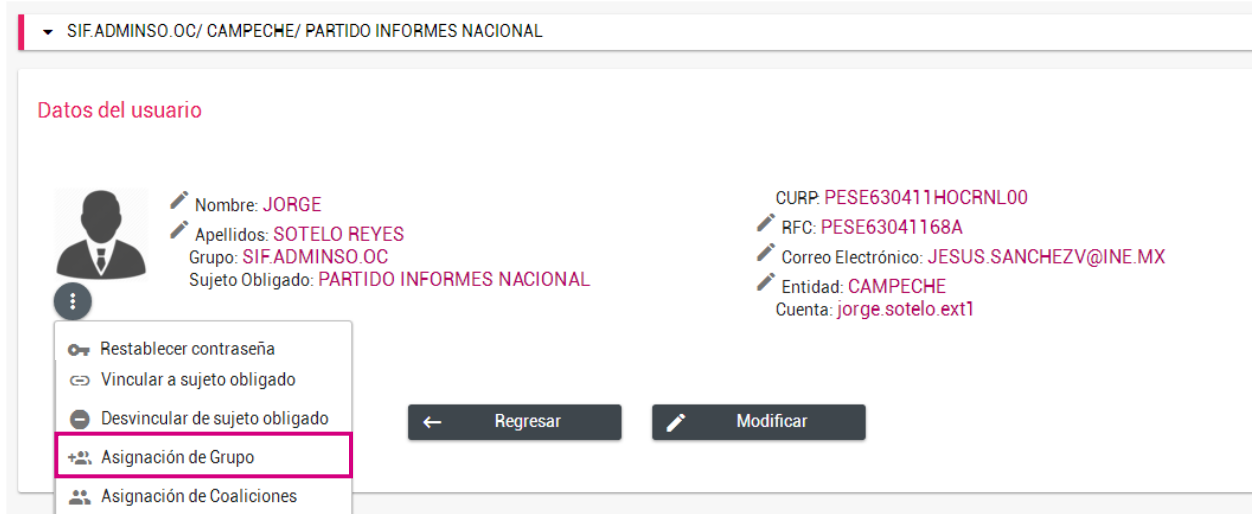 SIF.ADMINSO.OC/ CAMPECHE/ PARTIDO INFORMES NACIONAL
Datos del usuario
Nombre: JORGE
Apellidos: SOTELO REYES
Grupo: SIF.ADMINSO.OC
Sujeto Obligado: PARTIDO INFORMES NACIONAL
CURP: PESE630411HOCRNL00
RFC: PESE63041168A
Correo Electrónico: JESUS.SANCHEZV@INE.MX
Entidad: CAMPECHE
Cuenta: jorge.sotelo.ext1
Restablecer contraseña
Vincular a sujeto obligado
Desvincular de sujeto obligado
Asignación de Grupo
Asignación de Coaliciones
Regresar
Modificar